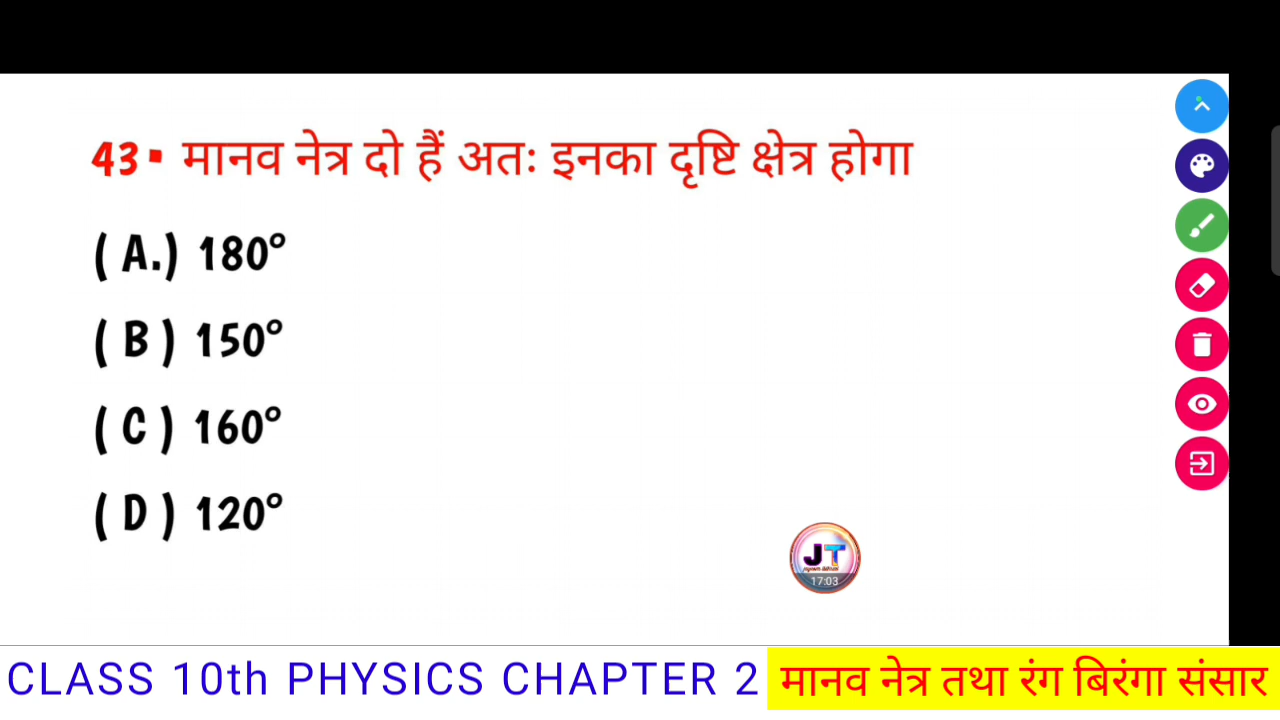 43. मानव नेत्र दो हैं अतः इनका दृष्टि क्षेत्र होगा
( A.) 180°
( B ) 150°
( C ) 160°
( D ) 120°
JT
17:03
CLASS 10th PHYSICS CHAPTER 2 मानव नेत्र तथा रंग बिरंगा संसार